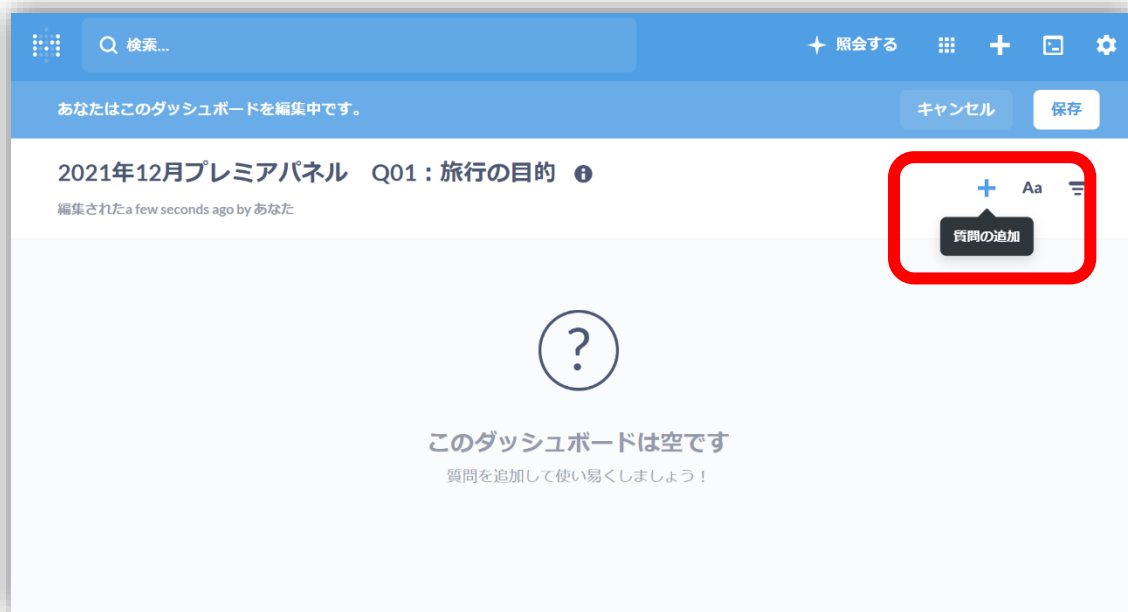 検索...
照会する
あなたはこのダッシュボードを編集中です。
キャンセル
保存
2021年12月プレミアパネル　Q01：旅行の目的
編集されたa few seconds ago by あなた
Aa
質問の追加
?
このダッシュボードは空です
質問を追加して使い易くしましょう！